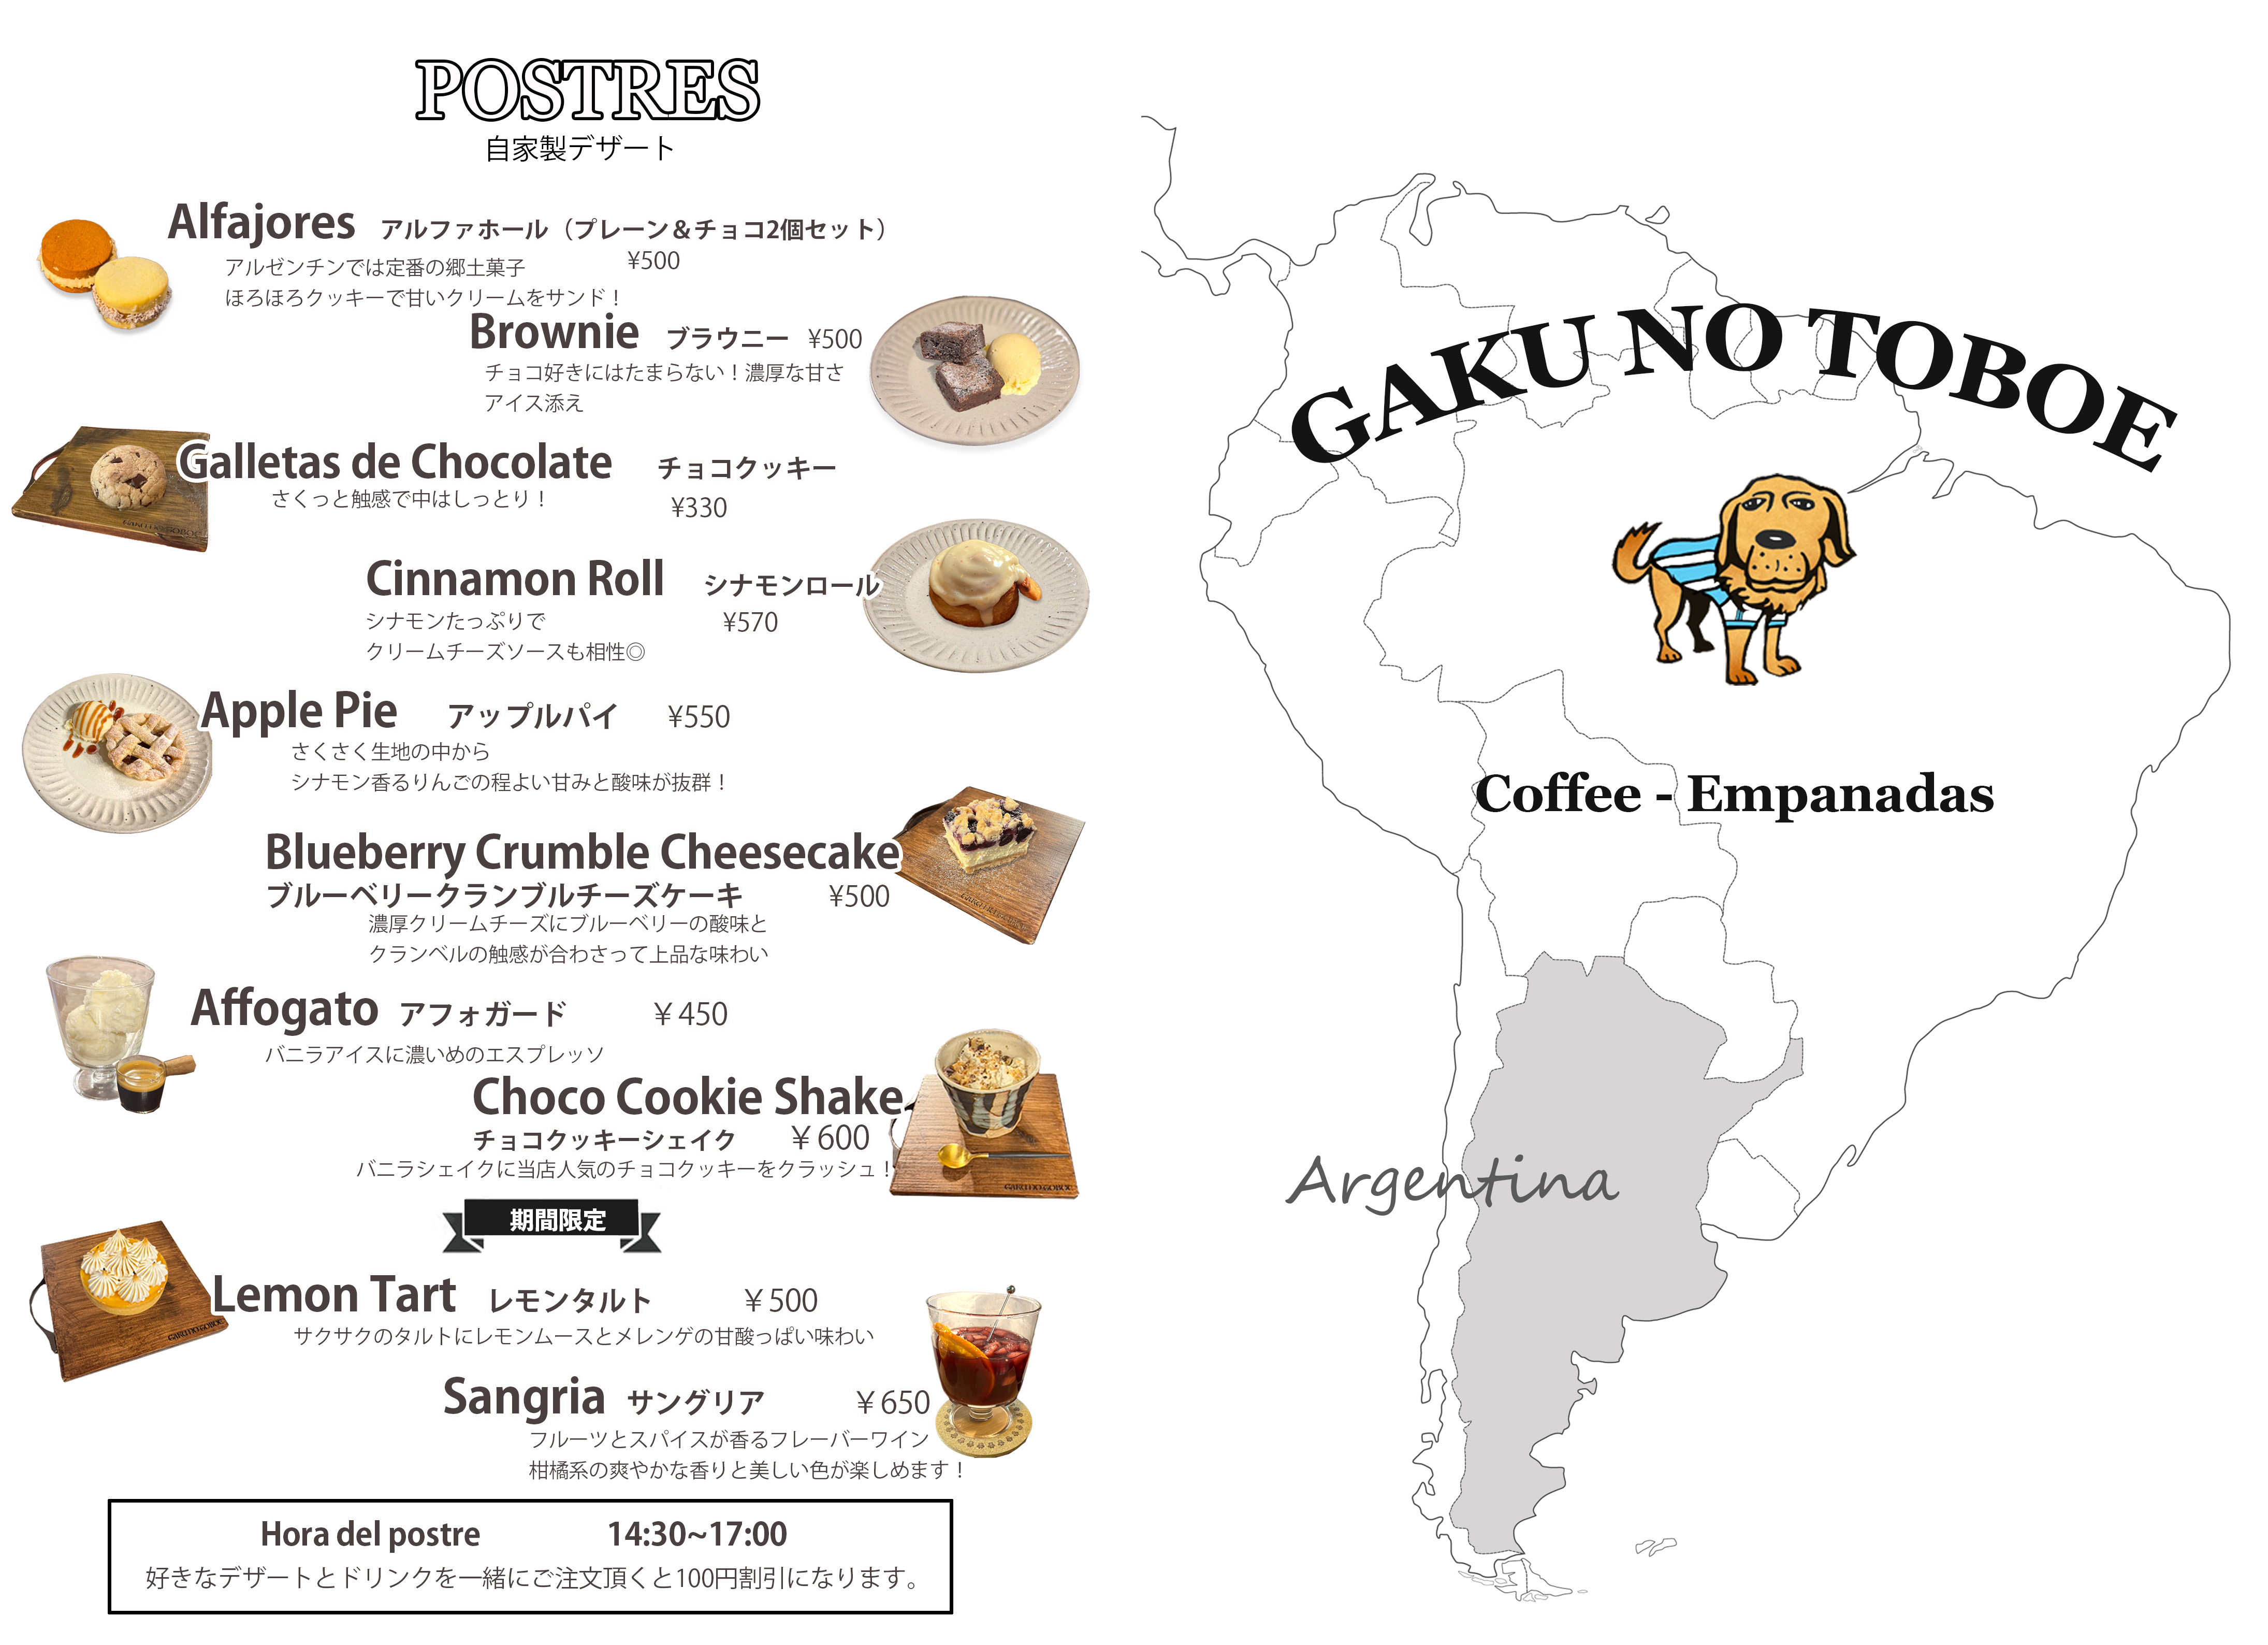 POSTRES
自家製デザート
Alfajores アルファホール（プレーン＆チョコ2個セット）
アルゼンチンでは定番の郷土菓子 ¥500
ほろほろクッキーで甘いクリームをサンド！
Brownie ブラウニー ¥500
チョコ好きにはたまらない！濃厚な甘さ
アイス添え
Galletas de Chocolate チョコクッキー
さくっと触感で中はしっとり！ ¥330
Cinnamon Roll シナモンロール
シナモンたっぷりで ¥570
クリームチーズソースも相性◎
Apple Pie アップルパイ ¥550
さくさく生地の中から
シナモン香るりんごの程よい甘みと酸味が抜群！
Blueberry Crumble Cheesecake
ブルーベリークランブルチーズケーキ ¥500
濃厚クリームチーズにブルーベリーの酸味と
クランベルの触感が合わさって上品な味わい
Affogato アフォガード ￥450
バニラアイスに濃いめのエスプレッソ
Choco Cookie Shake
チョコクッキーシェイク ￥600
バニラシェイクに当店人気のチョコクッキーをクラッシュ！
期間限定
Lemon Tart レモンタルト ￥500
サクサクのタルトにレモンムースとメレンゲの甘酸っぱい味わい
Sangria サングリア ￥650
フルーツとスパイスが香るフレーバーワイン
柑橘系の爽やかな香りと美しい色が楽しめます！
Hora del postre 14:30~17:00
好きなデザートとドリンクを一緒にご注文頂くと100円割引になります。
GAKU NO TOBOE
Coffee - Empanadas
Argentina